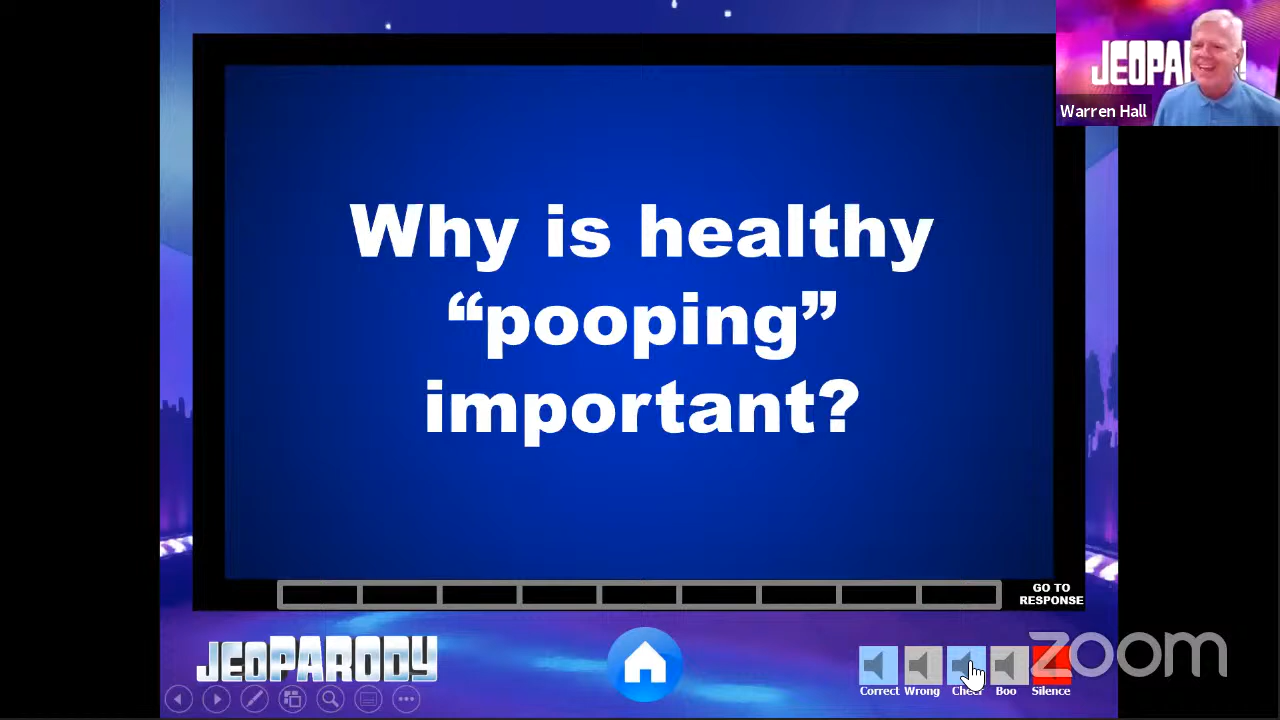 JEOPA
Warren Hall
Why is healthy
“pooping”
important?
GO TO
RESPONSE
JEOPARODY
zoom
Correct Wrong Cheer Boo Silence